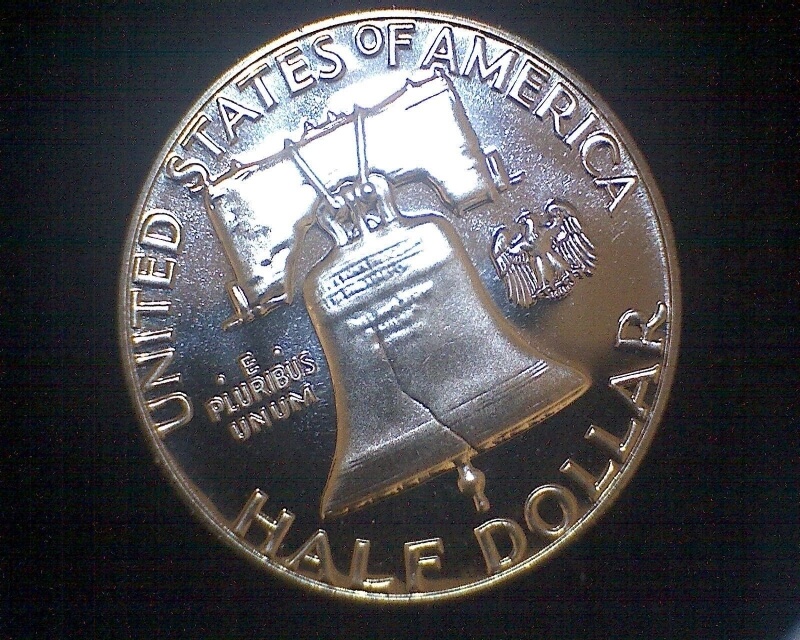 UNITED STATES OF AMERICA
E
PLURIBUS
UNUM
HALF DOLLAR